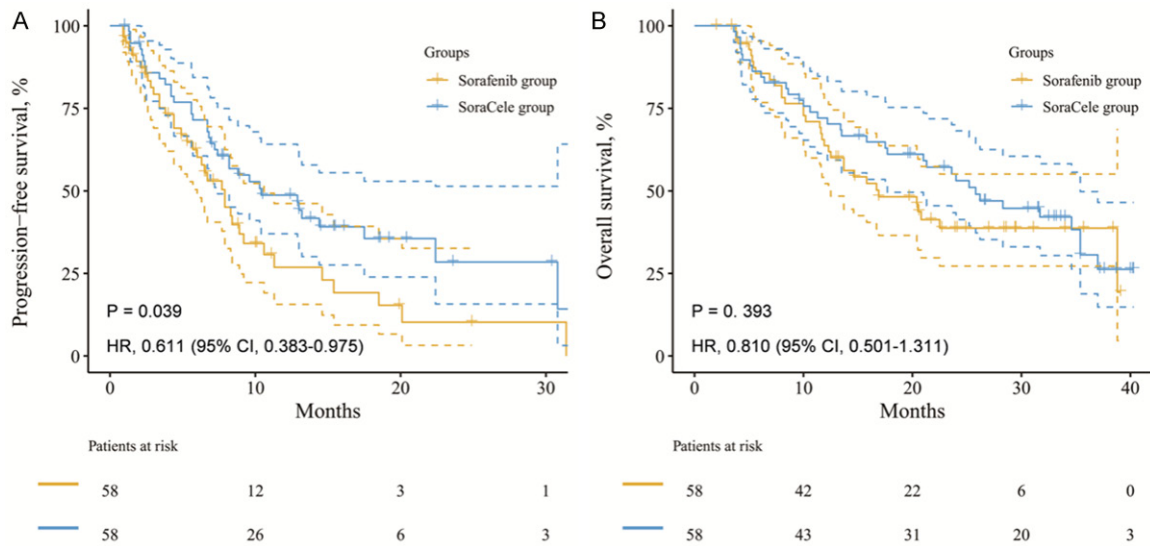 A
Progression-free survival, %
100
75
50
25
0
Groups
Sorafenib group
SoraCele group
P = 0.039
HR, 0.611 (95% CI, 0.383-0.975)
0 10 20 30
Months
Patients at risk
58 12 3 1
58 26 6 3
B
Overall survival, %
100
75
50
25
0
Groups
Sorafenib group
SoraCele group
P = 0. 393
HR, 0.810 (95% CI, 0.501-1.311)
0 10 20 30 40
Months
Patients at risk
58 42 22 6 0
58 43 31 20 3